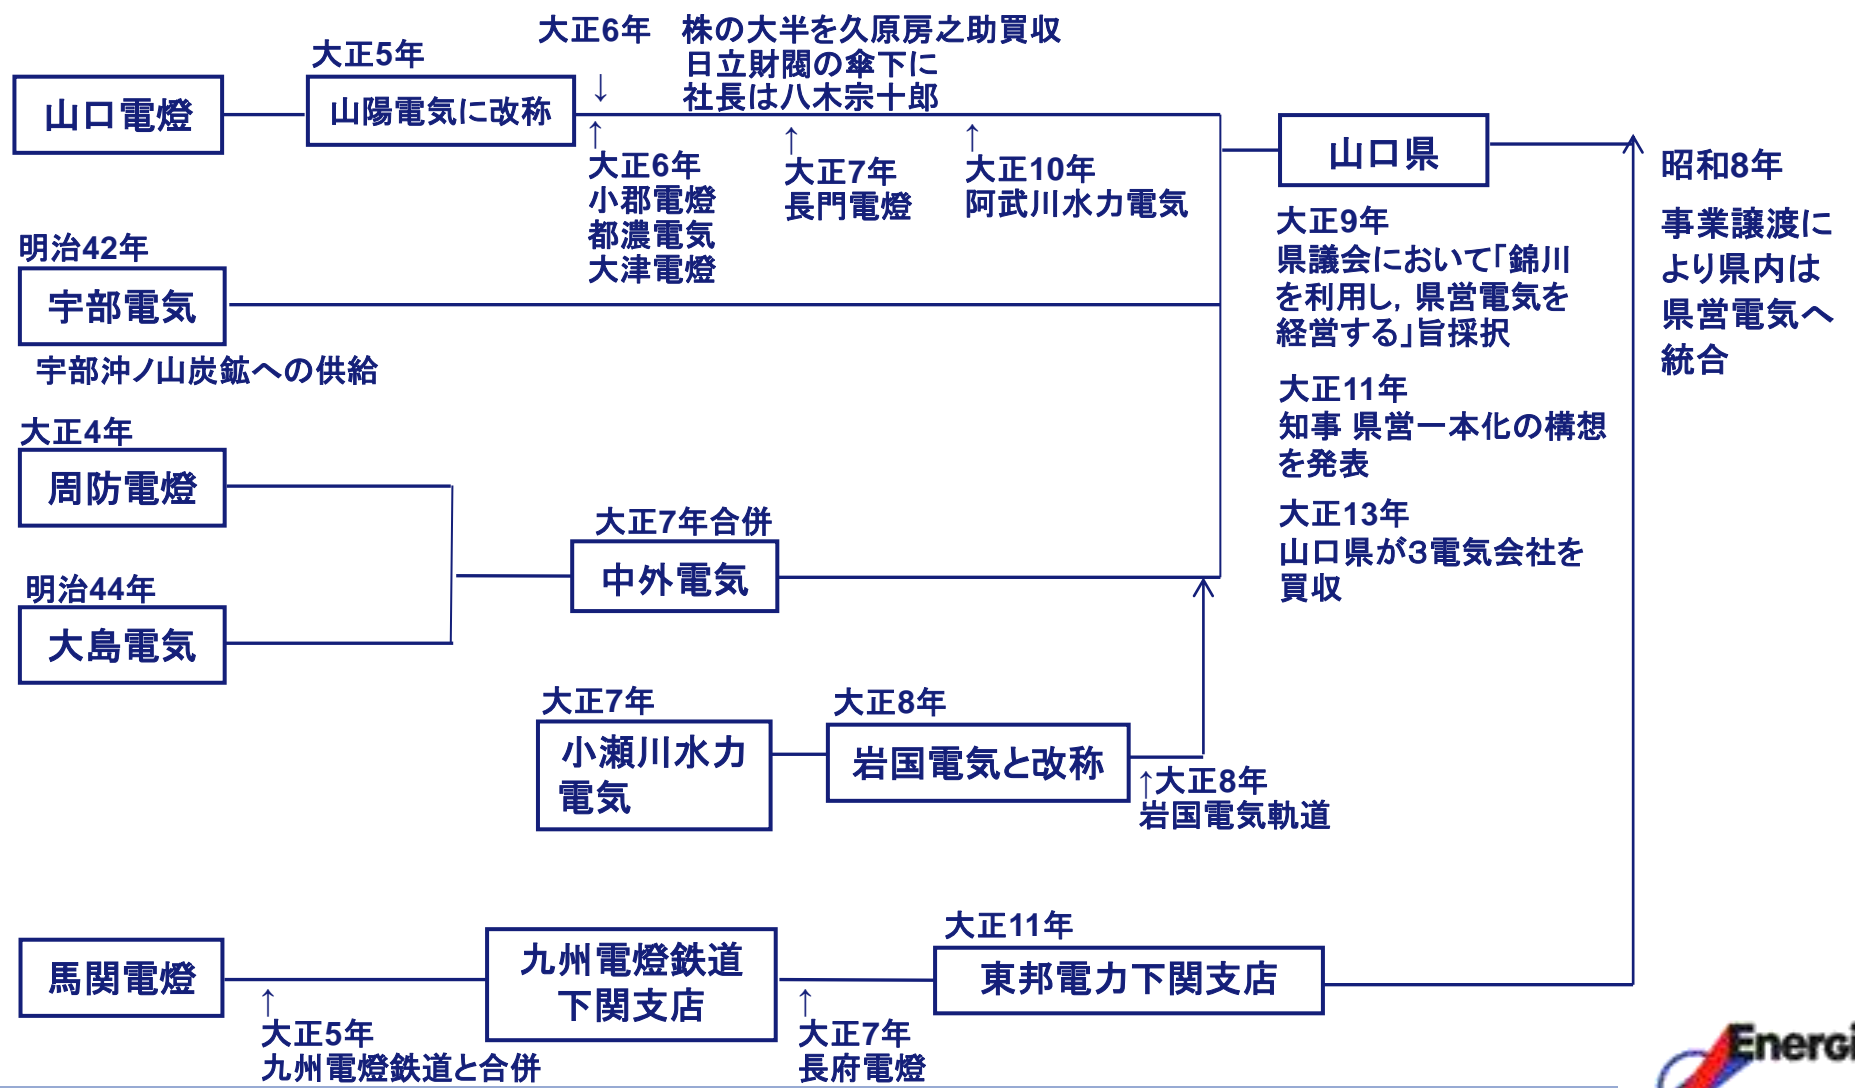 大正6年 株の大半を久原房之助買収
日立財閥の傘下に
社長は八木宗十郎
↓
大正5年
山口電燈
山陽電気に改称
↑
大正6年
小郡電燈
都濃電気
大津電燈
↑
大正7年
長門電燈
↑
大正10年
阿武川水力電気
山口県
昭和8年
事業譲渡に
より県内は
県営電気へ
統合
大正9年
県議会において「錦川
を利用し，県営電気を
経営する」旨採択
大正11年
知事 県営一本化の構想
を発表
大正13年
山口県が３電気会社を
買収
明治42年
宇部電気
宇部沖ノ山炭鉱への供給
大正4年
周防電燈
大正7年合併
中外電気
明治44年
大島電気
大正7年
小瀬川水力
電気
大正8年
岩国電気と改称
↑大正8年
岩国電気軌道
馬関電燈
↑
大正5年
九州電燈鉄道と合併
九州電燈鉄道
下関支店
↑
大正7年
長府電燈
大正11年
東邦電力下関支店
Energi